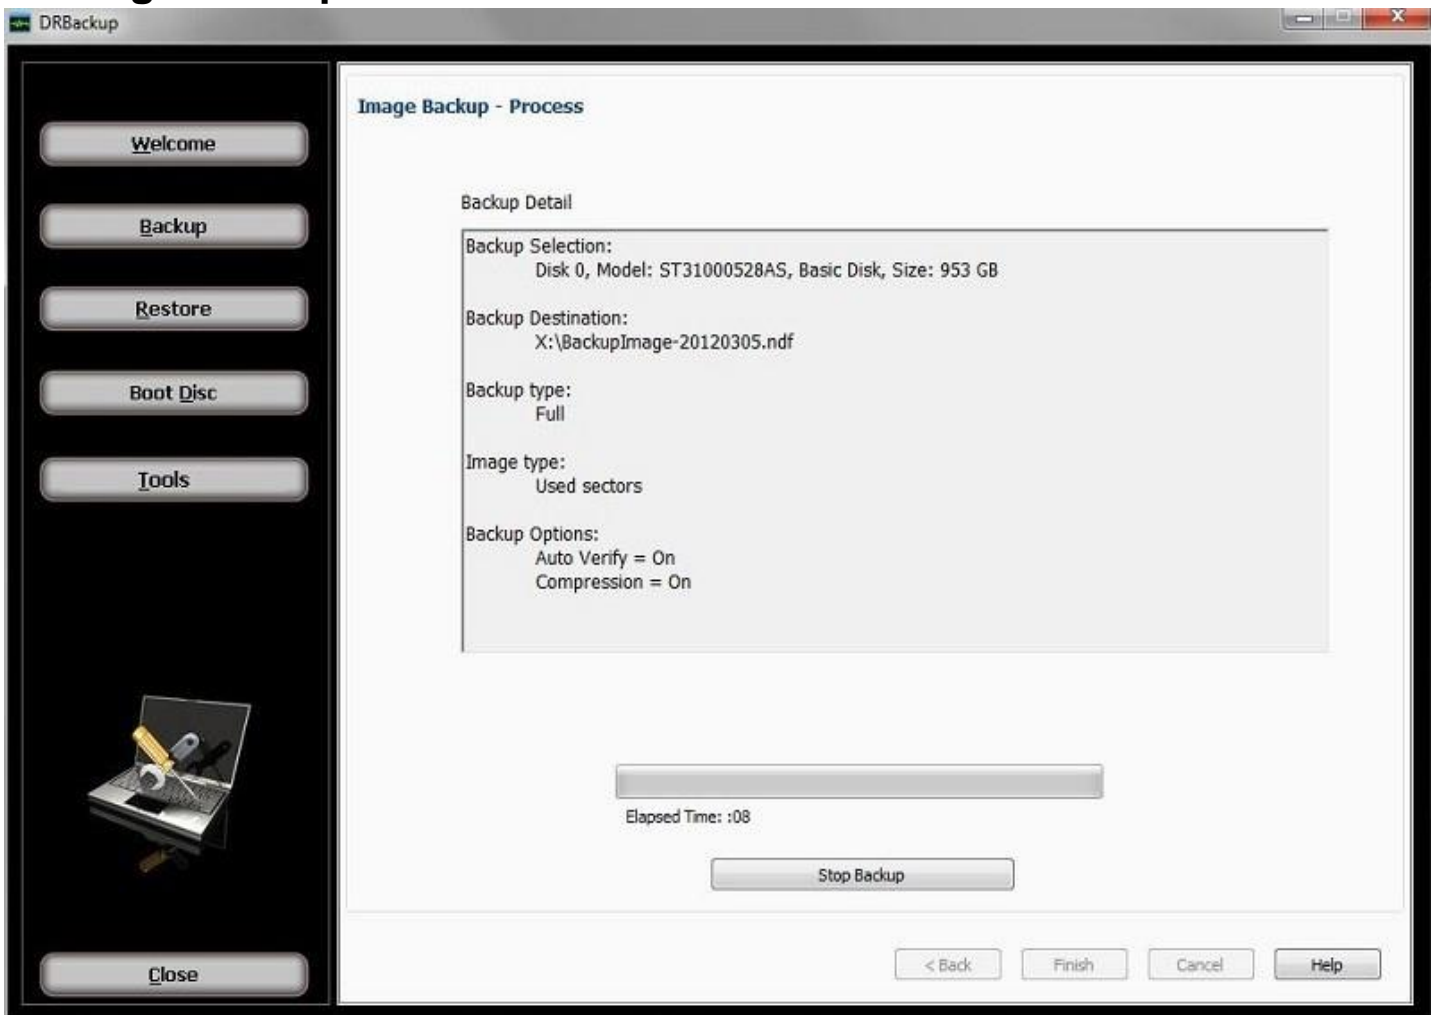 DRBackup
Image Backup - Process
Welcome
Backup
Restore
Boot Disc
Tools
Close
Backup Detail
Backup Selection:
Disk 0, Model: ST31000528AS, Basic Disk, Size: 953 GB
Backup Destination:
X:\BackupImage-20120305.ndf
Backup type:
Full
Image type:
Used sectors
Backup Options:
Auto Verify = On
Compression = On
Elapsed Time: :08
Stop Backup
< Back
Finish
Cancel
Help